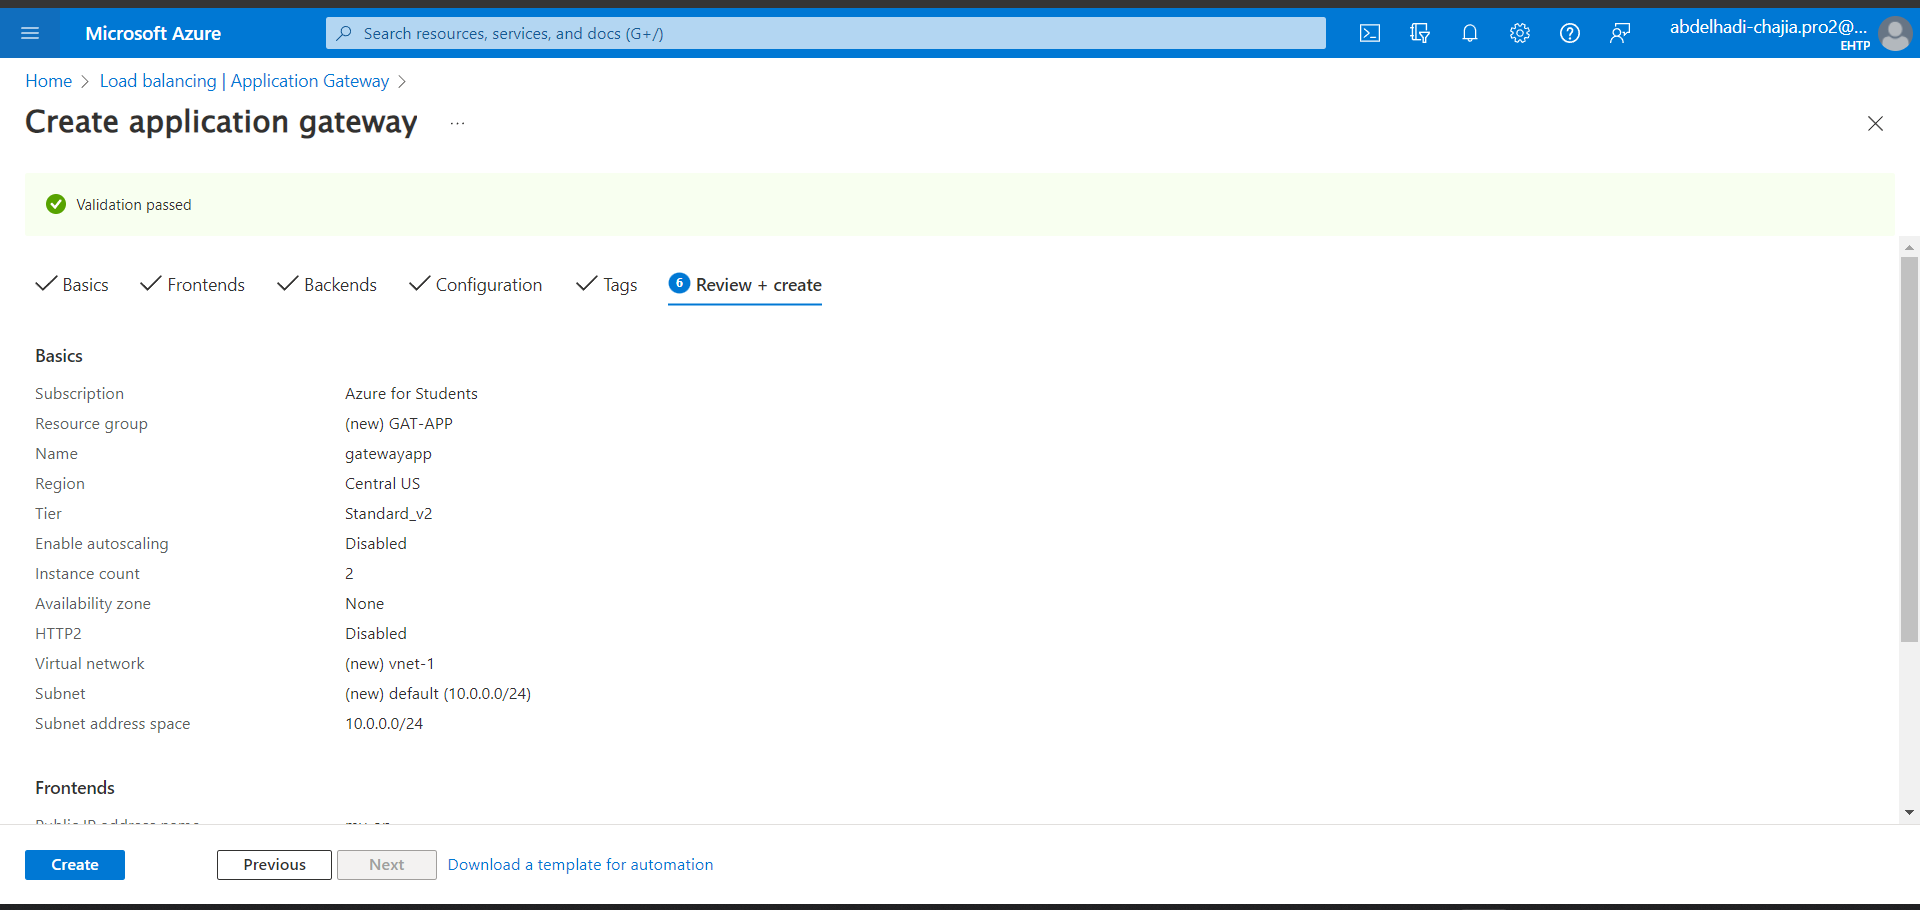 Microsoft Azure
Search resources, services, and docs (G+/)
abdelhadi-chajia.pro2@...
EHTP
Home > Load balancing | Application Gateway >
Create application gateway ...
Validation passed
Basics Frontends Backends Configuration Tags 6 Review + create
Basics
Subscription Azure for Students
Resource group (new) GAT-APP
Name gatewayapp
Region Central US
Tier Standard_v2
Enable autoscaling Disabled
Instance count 2
Availability zone None
HTTP2 Disabled
Virtual network (new) vnet-1
Subnet (new) default (10.0.0.0/24)
Subnet address space 10.0.0.0/24
Frontends
Public IP address name
Create Previous Next Download a template for automation